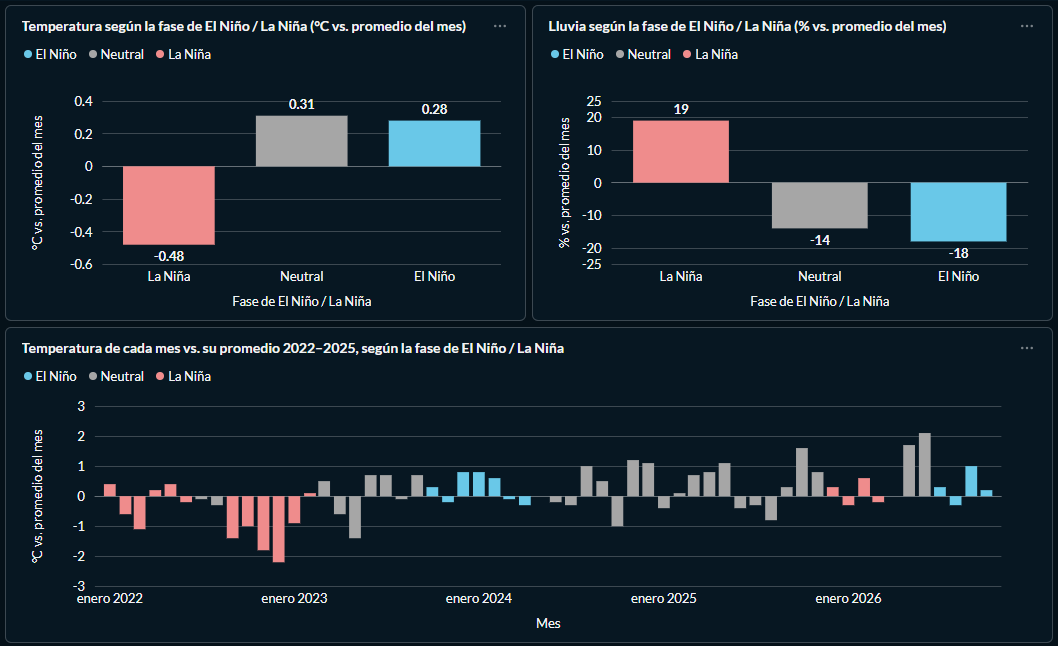 Temperatura según la fase de El Niño / La Niña (°C vs. promedio del mes)
El Niño Neutral La Niña
°C vs. promedio del mes
0.4
0.2
0
-0.2
-0.4
-0.6
-0.48
0.31
0.28
La Niña Neutral El Niño
Fase de El Niño / La Niña
Lluvia según la fase de El Niño / La Niña (% vs. promedio del mes)
El Niño Neutral La Niña
% vs. promedio del mes
25
20
10
0
-10
-20
-25
19
-14
-18
La Niña Neutral El Niño
Fase de El Niño / La Niña
Temperatura de cada mes vs. su promedio 2022–2025, según la fase de El Niño / La Niña
El Niño Neutral La Niña
°C vs. promedio del mes
3
2
1
0
-1
-2
-3
enero 2022 enero 2023 enero 2024 enero 2025 enero 2026
Mes